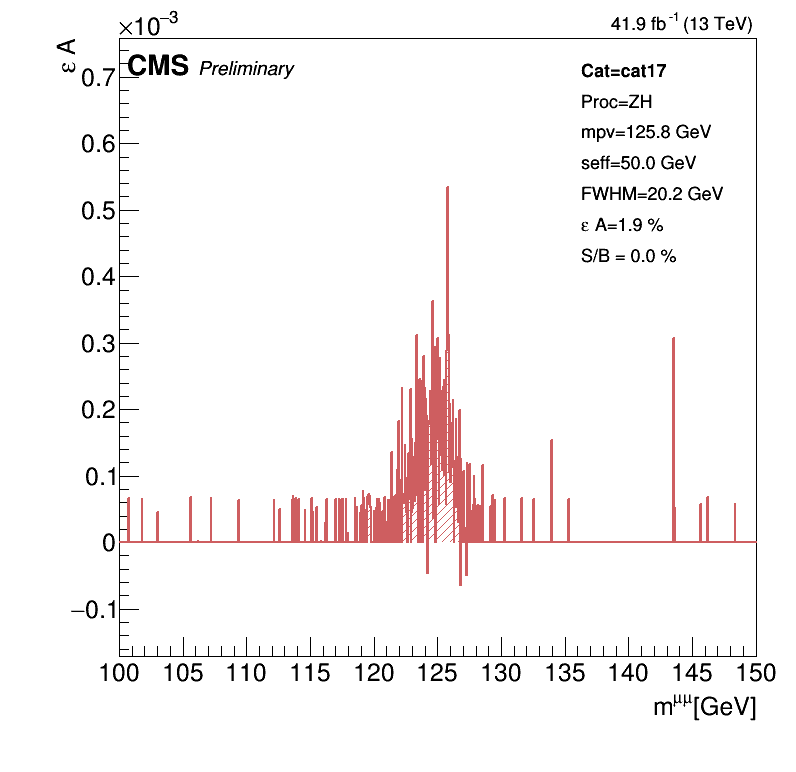 ×10⁻³
41.9 fb⁻¹ (13 TeV)
ε A
CMS Preliminary
Cat=cat17
Proc=ZH
mpv=125.8 GeV
seff=50.0 GeV
FWHM=20.2 GeV
ε A=1.9 %
S/B = 0.0 %
0.7
0.6
0.5
0.4
0.3
0.2
0.1
0
−0.1
100 105 110 115 120 125 130 135 140 145 150
m^μμ[GeV]